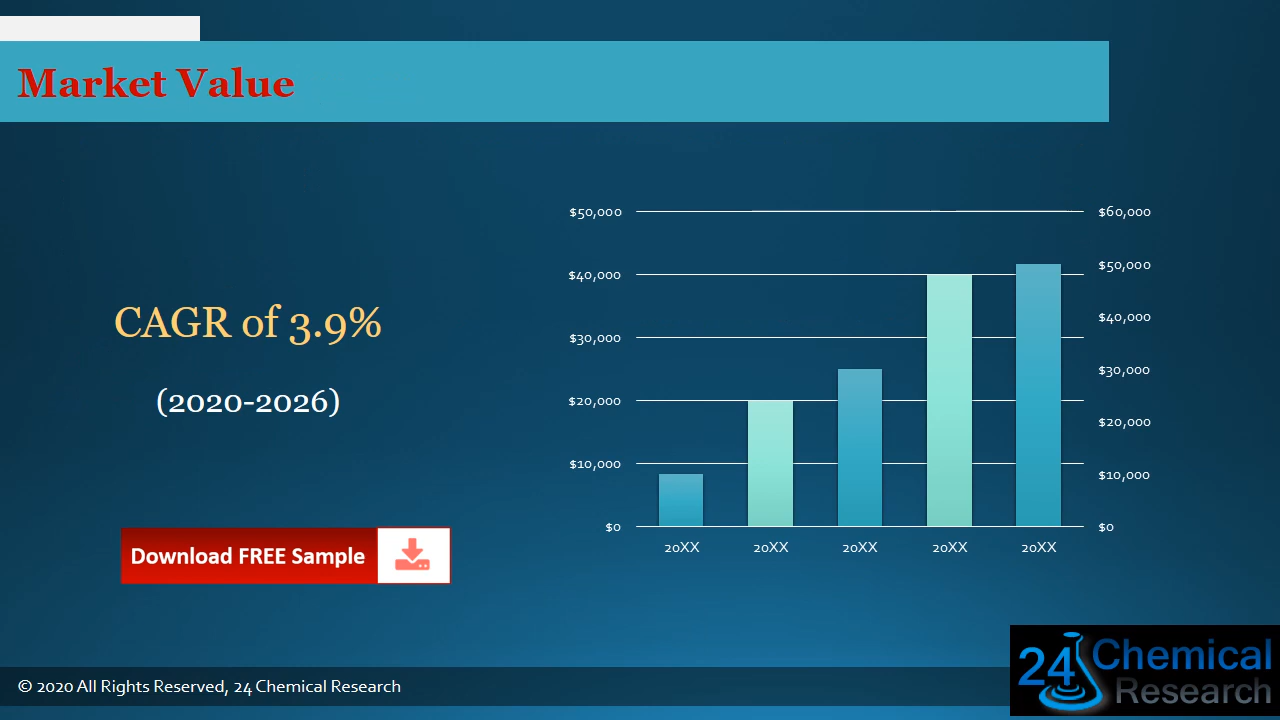 Market Value
CAGR of 3.9%
(2020-2026)
Download FREE Sample
$50,000
$40,000
$30,000
$20,000
$10,000
$0
$60,000
$50,000
$40,000
$30,000
$20,000
$10,000
$0
20XX 20XX 20XX 20XX 20XX
© 2020 All Rights Reserved, 24 Chemical Research
24 Chemical
Research